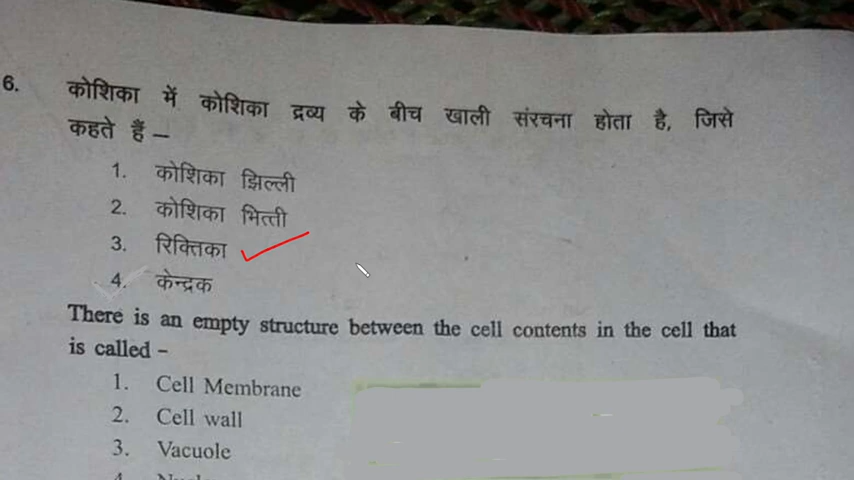 6. कोशिका में कोशिका द्रव्य के बीच खाली संरचना होता है, जिसे
कहते हैं –
1. कोशिका झिल्ली
2. कोशिका भित्ती
3. रिक्तिका
4. केन्द्रक
There is an empty structure between the cell contents in the cell that
is called –
1. Cell Membrane
2. Cell wall
3. Vacuole
4.